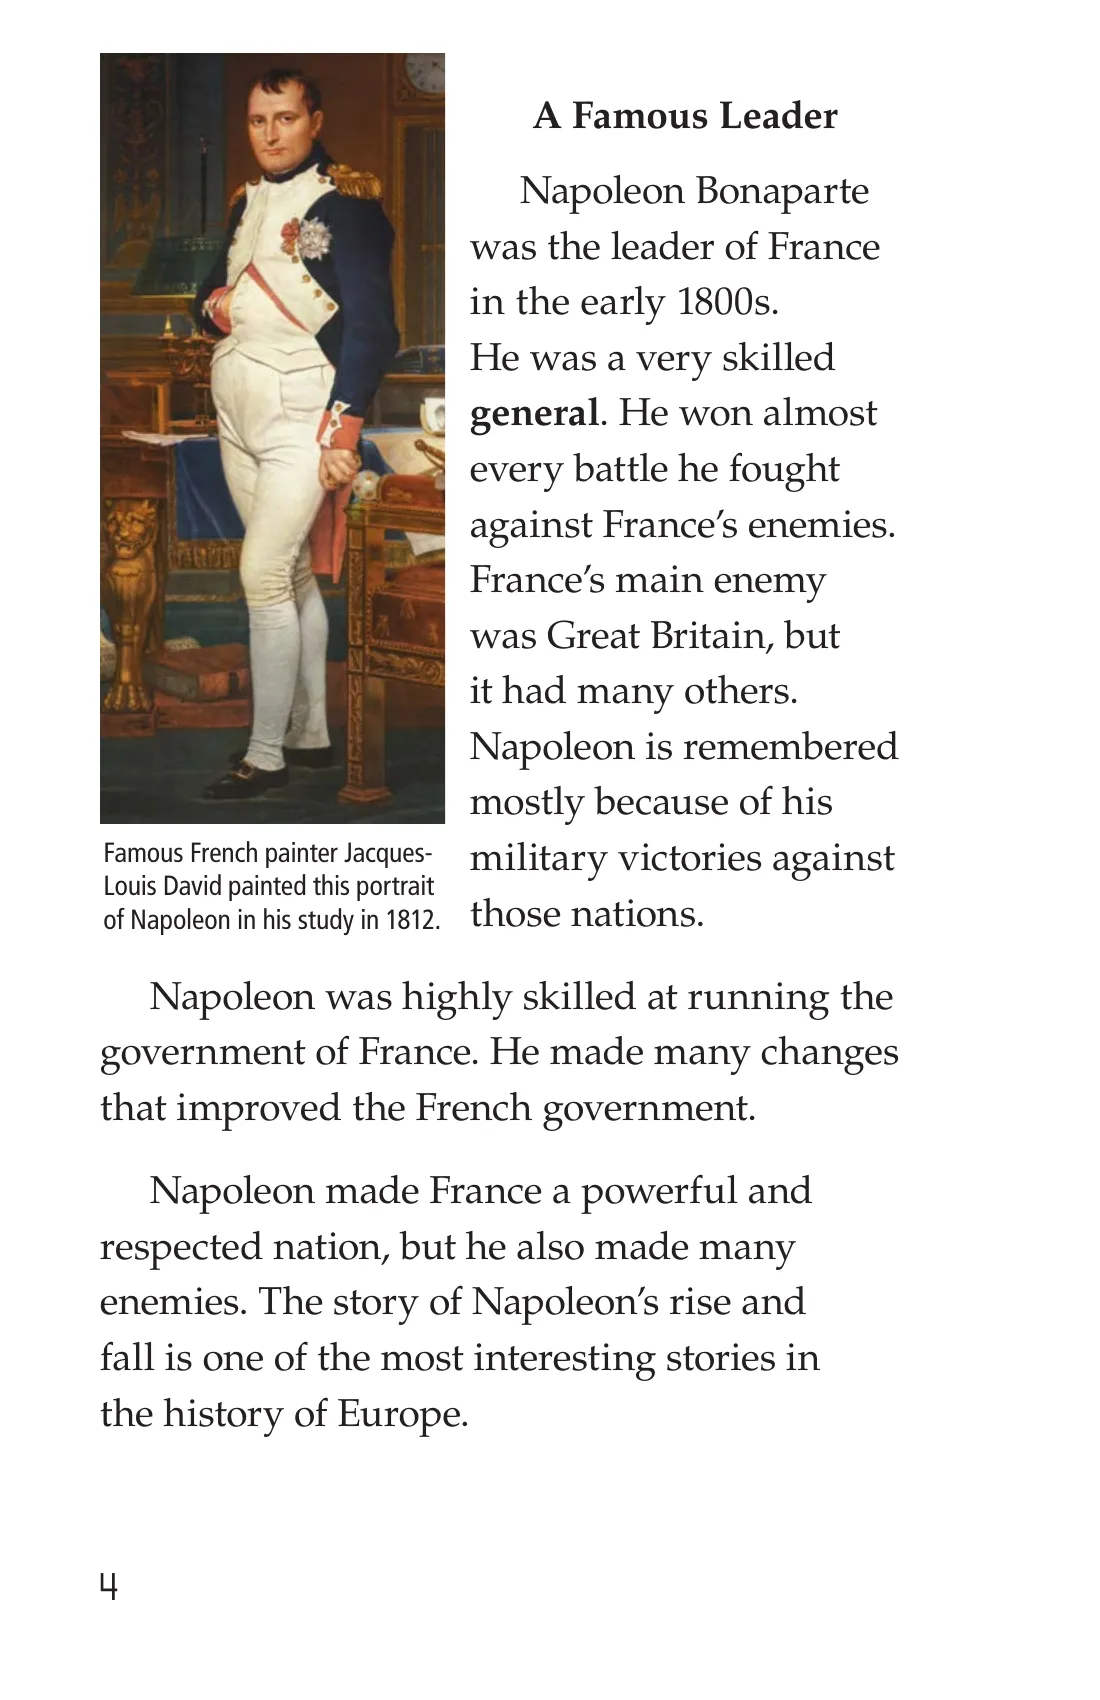 A Famous Leader
Napoleon Bonaparte
was the leader of France
in the early 1800s.
He was a very skilled
general. He won almost
every battle he fought
against France’s enemies.
France’s main enemy
was Great Britain, but
it had many others.
Napoleon is remembered
mostly because of his
military victories against
those nations.
Famous French painter Jacques-
Louis David painted this portrait
of Napoleon in his study in 1812.
Napoleon was highly skilled at running the
government of France. He made many changes
that improved the French government.
Napoleon made France a powerful and
respected nation, but he also made many
enemies. The story of Napoleon’s rise and
fall is one of the most interesting stories in
the history of Europe.
4